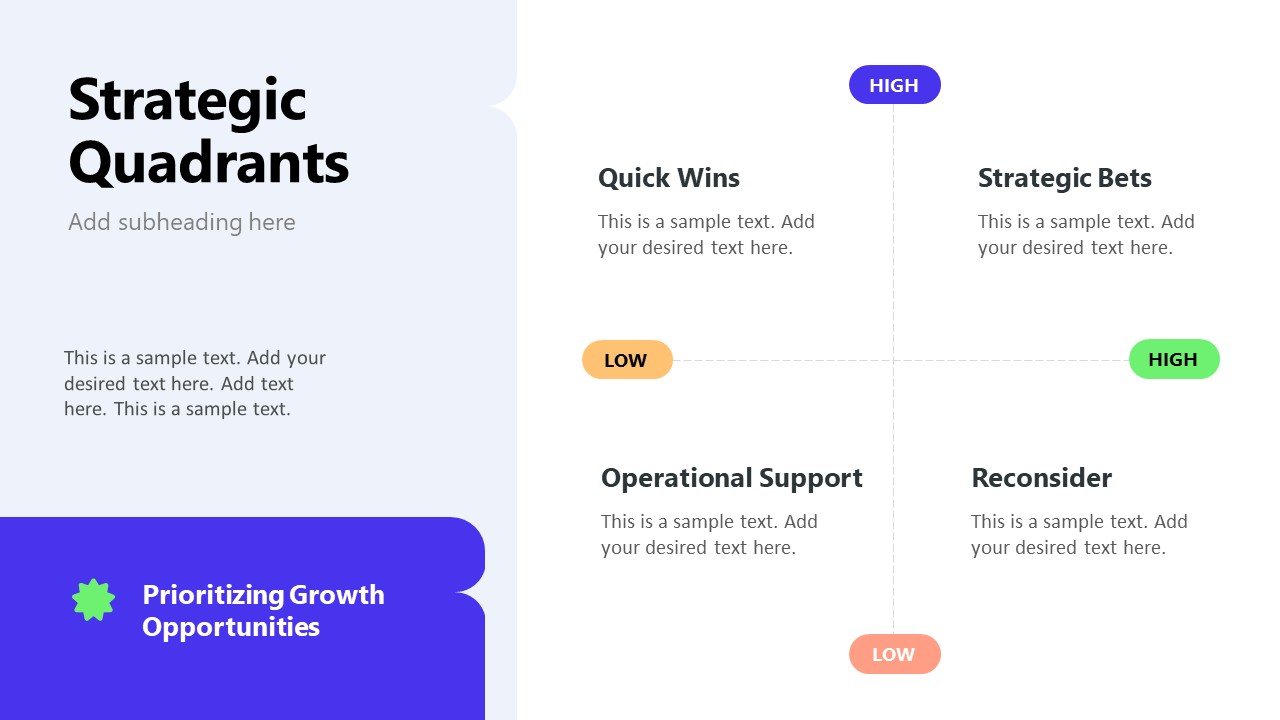 Strategic
Quadrants
Add subheading here
This is a sample text. Add your
desired text here. Add text
here. This is a sample text.
Prioritizing Growth
Opportunities
HIGH
Quick Wins
This is a sample text. Add
your desired text here.
Strategic Bets
This is a sample text. Add
your desired text here.
LOW
HIGH
Operational Support
This is a sample text. Add
your desired text here.
Reconsider
This is a sample text. Add
your desired text here.
LOW